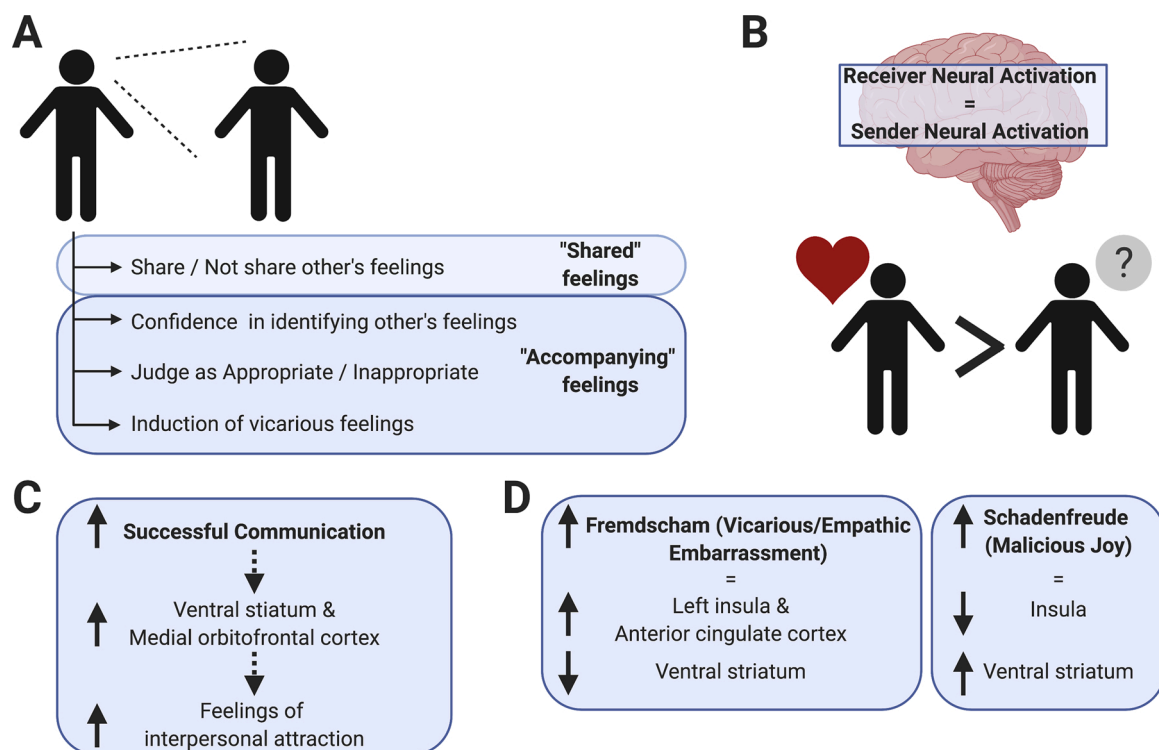 A
Share / Not share other's feelings
"Shared"
feelings
Confidence in identifying other's feelings
Judge as Appropriate / Inappropriate
"Accompanying"
feelings
Induction of vicarious feelings
B
Receiver Neural Activation
=
Sender Neural Activation
?
>
C
Successful Communication
Ventral stiatum &
Medial orbitofrontal cortex
Feelings of
interpersonal attraction
D
Fremdscham (Vicarious/Empathic
Embarrassment)
=
Left insula &
Anterior cingulate cortex
Ventral striatum
Schadenfreude
(Malicious Joy)
=
Insula
Ventral striatum